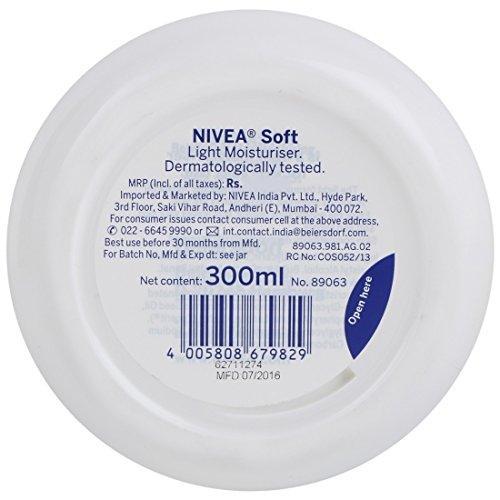 NIVEA® Soft
Light Moisturiser.
Dermatologically tested.
MRP (Incl. of all taxes): Rs.
Imported & Marketed by: NIVEA India Pvt. Ltd., Hyde Park,
3rd Floor, Saki Vihar Road, Andheri (E), Mumbai - 400 072.
For consumer issues contact consumer cell at the above address,
022 - 6645 9990 or int.contact.india@beiersdorf.com.
Best use before 30 months from Mfd. 89063.981.AG.02
For Batch No, Mfd & Exp dt: see jar RC No: COS052/13
Net content: 300ml No. 89063
Open here
4 005808 679829
62711274
MFD 07/2016